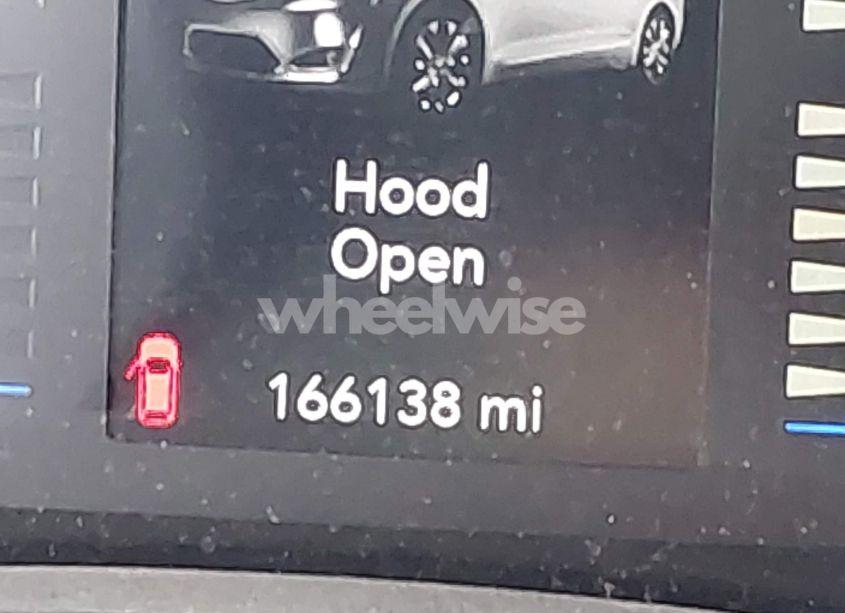 Hood
Open
wheelwise
166138 mi